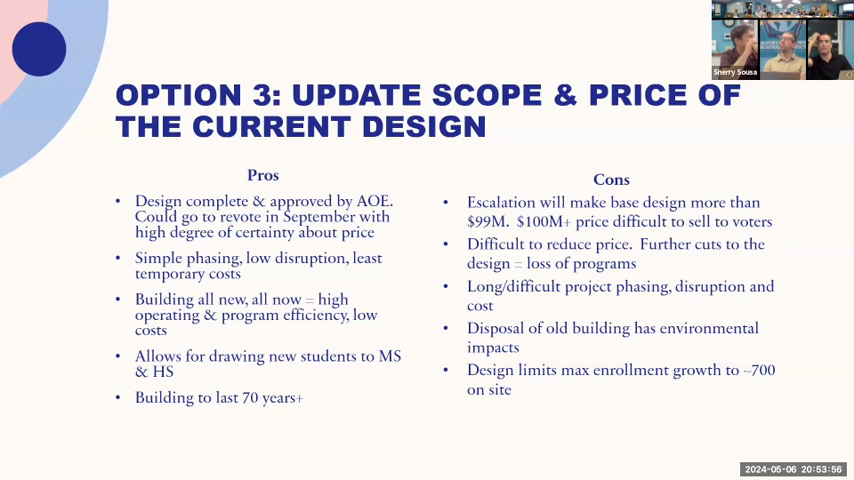 OPTION 3: UPDATE SCOPE & PRICE OF
THE CURRENT DESIGN
Pros
• Design complete & approved by AOE.
Could go to revote in September with
high degree of certainty about price
• Simple phasing, low disruption, least
temporary costs
• Building all new, all now = high
operating & program efficiency, low
costs
• Allows for drawing new students to MS
& HS
• Building to last 70 years+
Cons
• Escalation will make base design more than
$99M. $100M+ price difficult to sell to voters
• Difficult to reduce price. Further cuts to the
design = loss of programs
• Long/difficult project phasing, disruption and
cost
• Disposal of old building has environmental
impacts
• Design limits max enrollment growth to ~700
on site
Sherry Sousa
2024-05-06 20:53:56